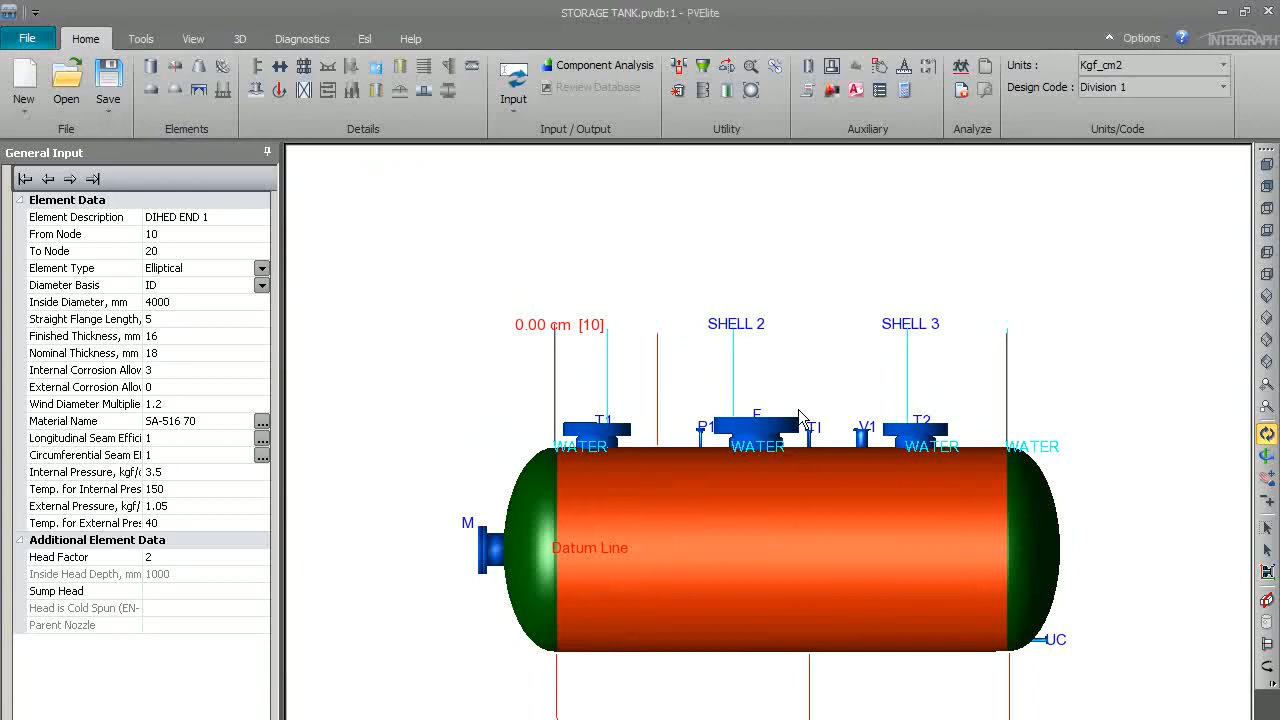 STORAGE TANK.pvdb:1 - PVElite
File Home Tools View 3D Diagnostics Esl Help Options INTERGRAPH
New Open Save
Input
Component Analysis
Review Database
Units : Kgf_cm2
Design Code : Division 1
File Elements Details Input / Output Utility Auxiliary Analyze Units/Code
General Input
Element Data
Element Description DIHED END 1
From Node 10
To Node 20
Element Type Elliptical
Diameter Basis ID
Inside Diameter, mm 4000
Straight Flange Length, 5
Finished Thickness, mm 16
Nominal Thickness, mm 18
Internal Corrosion Allov 3
External Corrosion Allov 0
Wind Diameter Multiplie 1.2
Material Name SA-516 70
Longitudinal Seam Effici 1
Circumferential Seam El 1
Internal Pressure, kgf/ 3.5
Temp. for Internal Pres 150
External Pressure, kgf/ 1.05
Temp. for External Pres 40
Additional Element Data
Head Factor 2
Inside Head Depth, mm 1000
Sump Head
Head is Cold Spun (EN-
Parent Nozzle
0.00 cm [10]
SHELL 2
SHELL 3
T1
P1
TI
V1
T2
WATER
WATER
WATER
WATER
M
Datum Line
UC